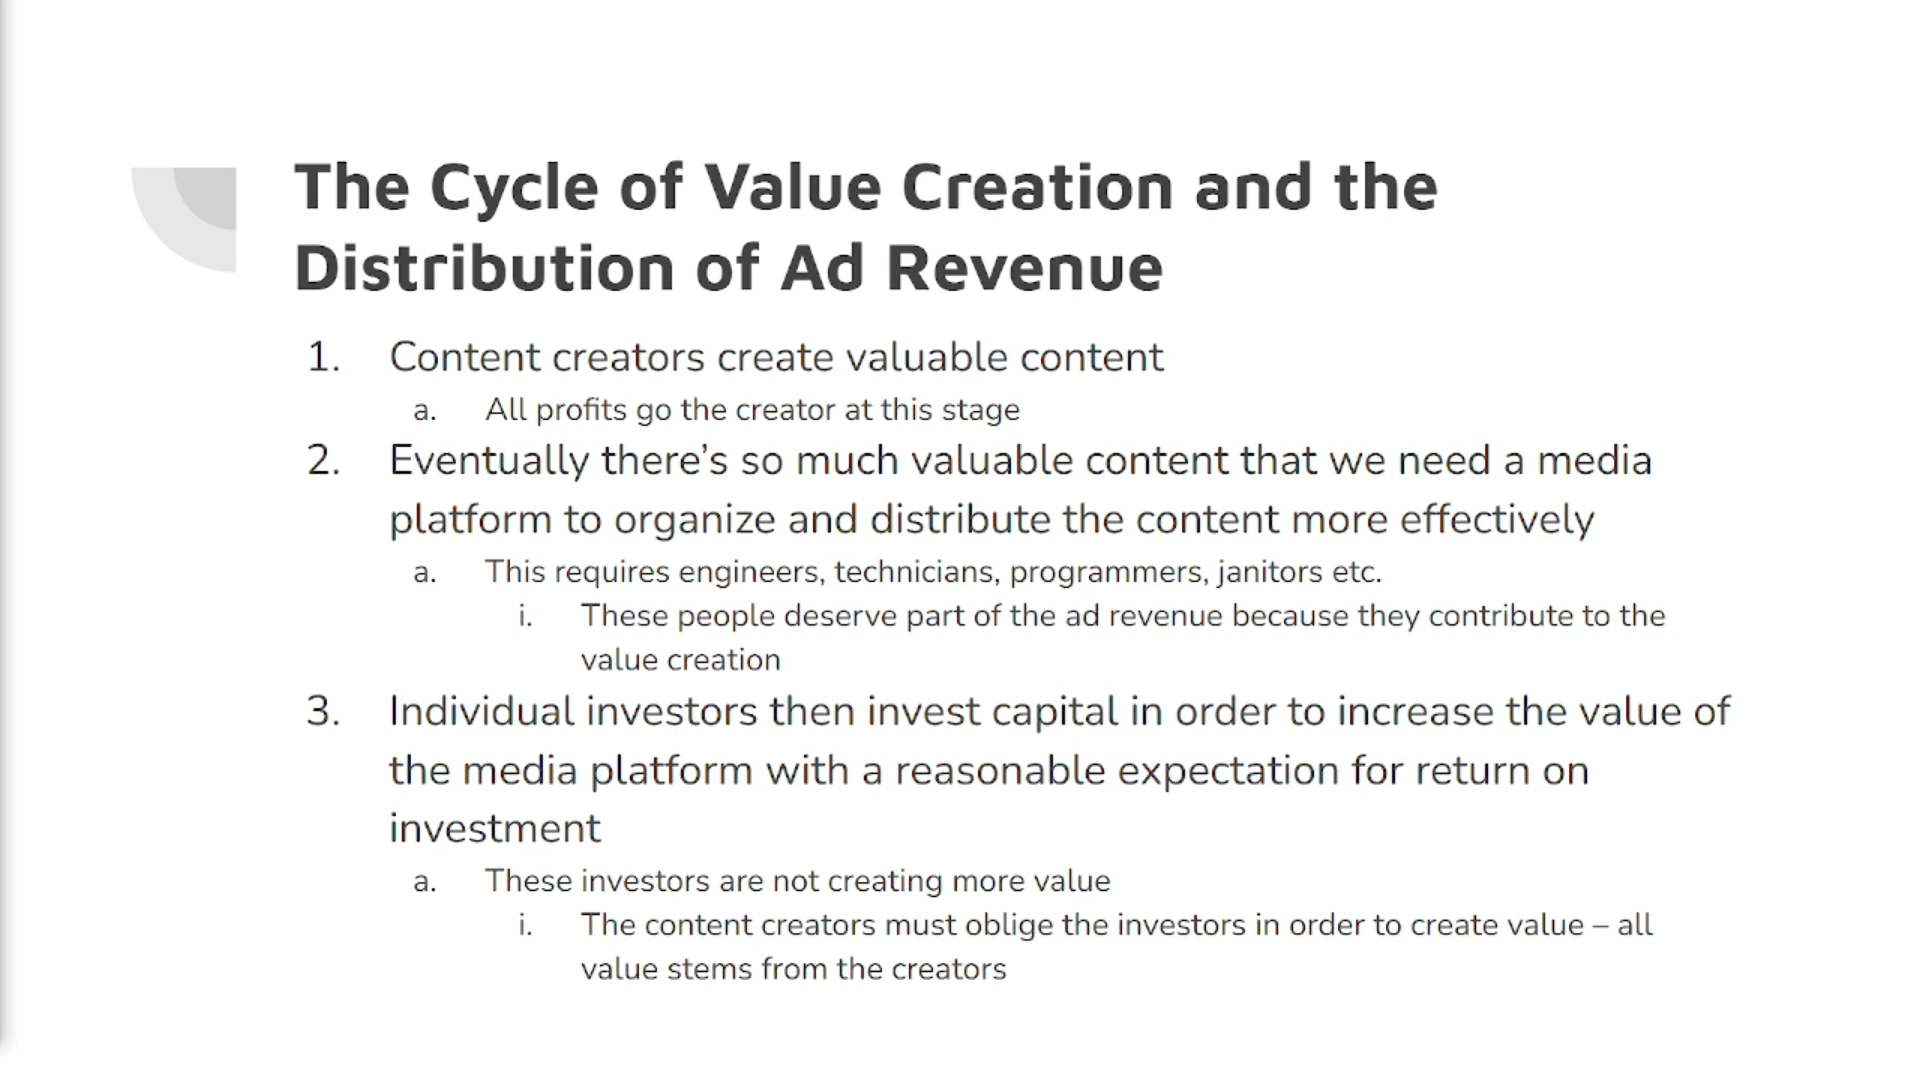 The Cycle of Value Creation and the
Distribution of Ad Revenue
1. Content creators create valuable content
a. All profits go the creator at this stage
2. Eventually there’s so much valuable content that we need a media
platform to organize and distribute the content more effectively
a. This requires engineers, technicians, programmers, janitors etc.
i. These people deserve part of the ad revenue because they contribute to the
value creation
3. Individual investors then invest capital in order to increase the value of
the media platform with a reasonable expectation for return on
investment
a. These investors are not creating more value
i. The content creators must oblige the investors in order to create value – all
value stems from the creators